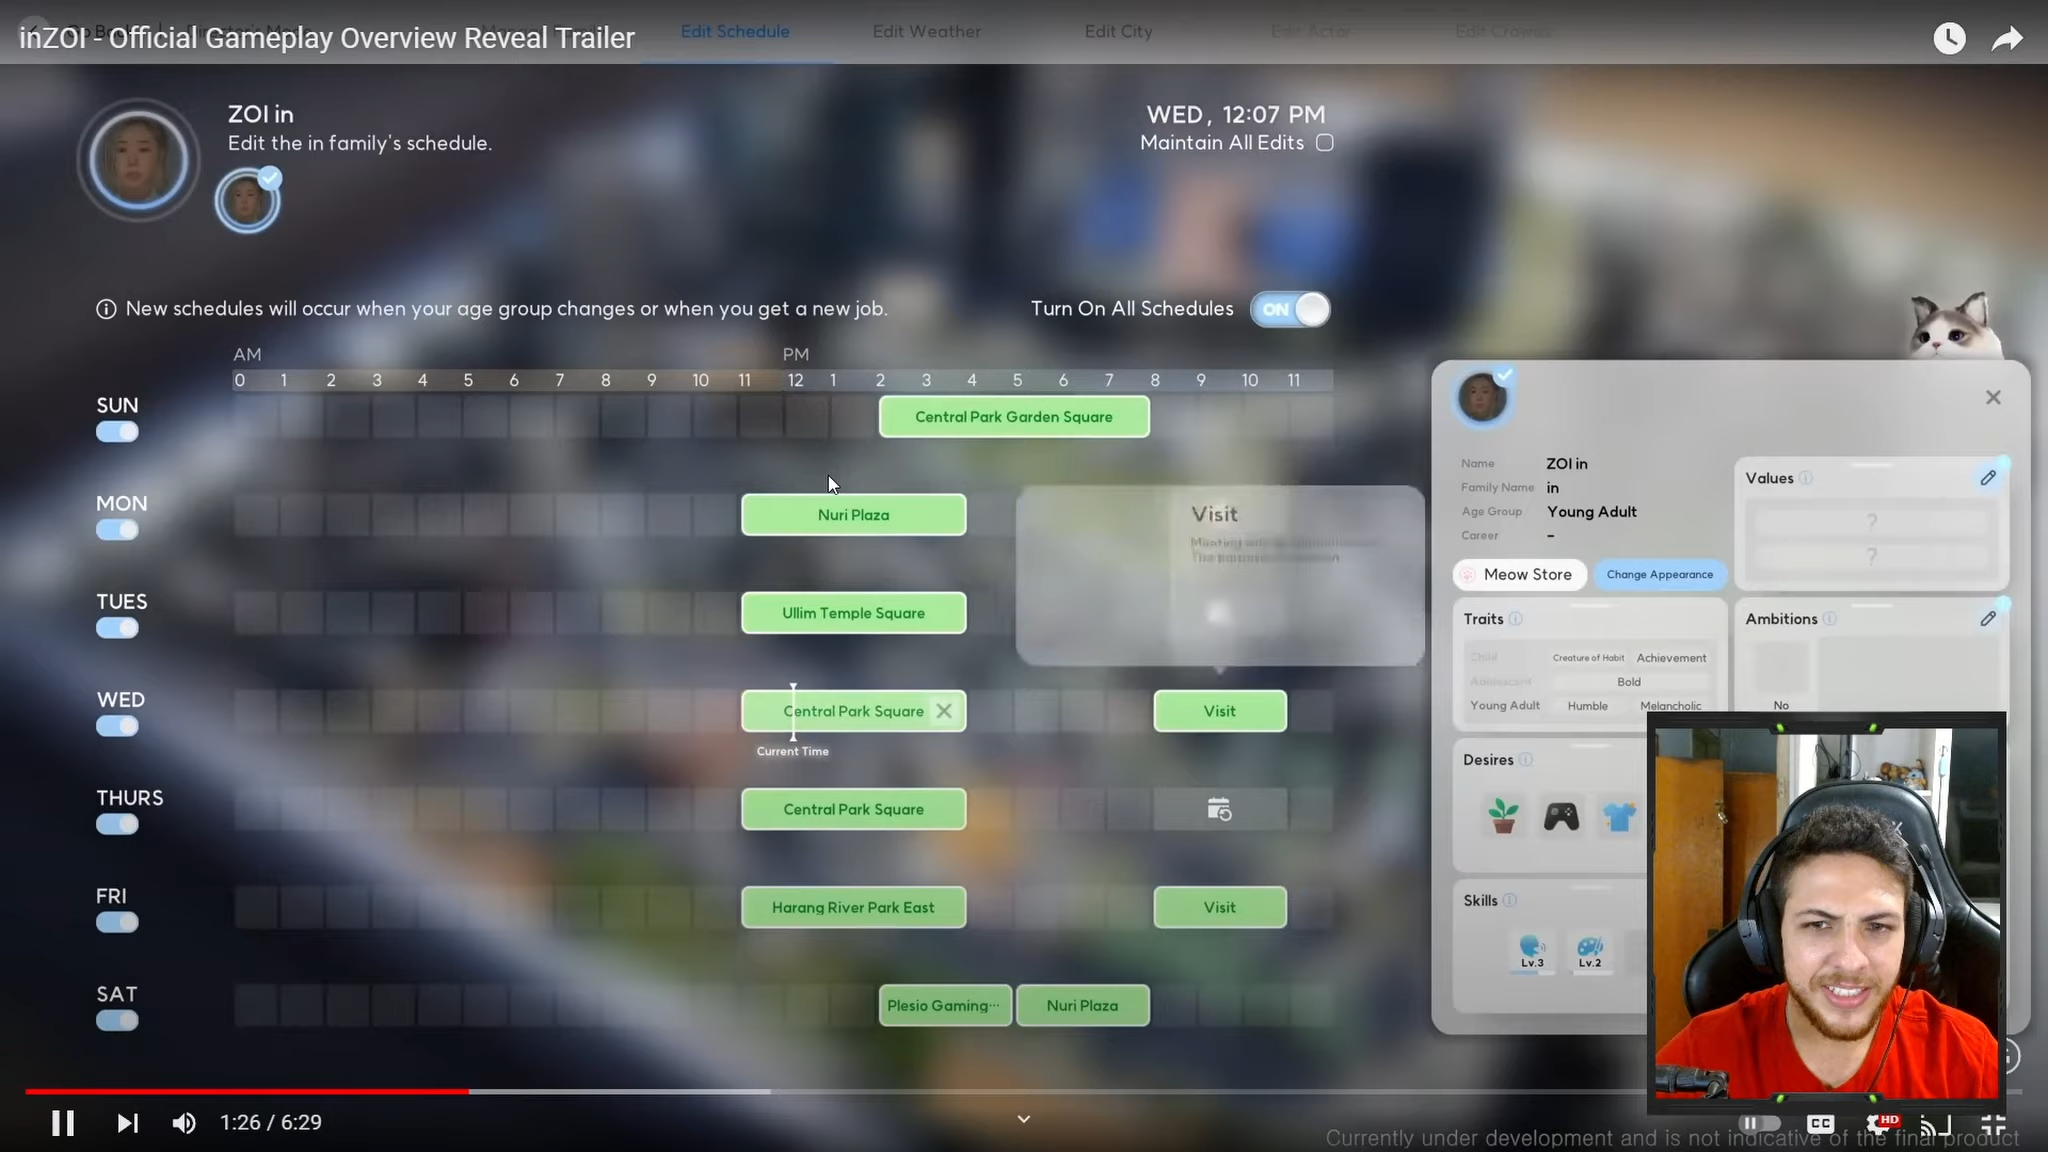 inZOI - Official Gameplay Overview Reveal Trailer
Edit Schedule
Edit Weather
Edit City
Edit Actor
ZOI in
Edit the in family's schedule.
WED, 12:07 PM
Maintain All Edits
New schedules will occur when your age group changes or when you get a new job.
Turn On All Schedules ON
AM
PM
0 1 2 3 4 5 6 7 8 9 10 11 12 1 2 3 4 5 6 7 8 9 10 11
SUN
Central Park Garden Square
MON
Nuri Plaza
Visit
TUES
Ullim Temple Square
WED
Central Park Square
Visit
Current Time
THURS
Central Park Square
FRI
Harang River Park East
Visit
SAT
Plesio Gaming...
Nuri Plaza
Name ZOI in
Family Name in
Age Group Young Adult
Career -
Meow Store
Change Appearance
Values
?
?
Traits
Child Creature of Habit Achievement
Adolescent Bold
Young Adult Humble Melancholic
Ambitions
No
Desires
Skills
Lv.3
Lv.2
1:26 / 6:29
CC
HD
Currently under development and is not indicative of the final product